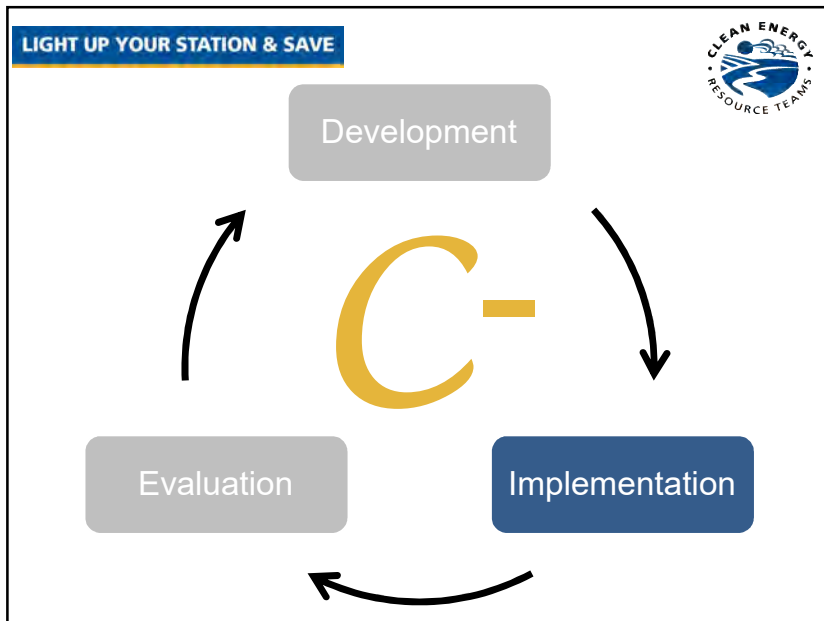 LIGHT UP YOUR STATION & SAVE
CLEAN ENERGY
RESOURCE TEAMS
Development
C-
Evaluation
Implementation